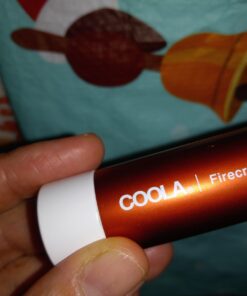 COOLA. | Firecr